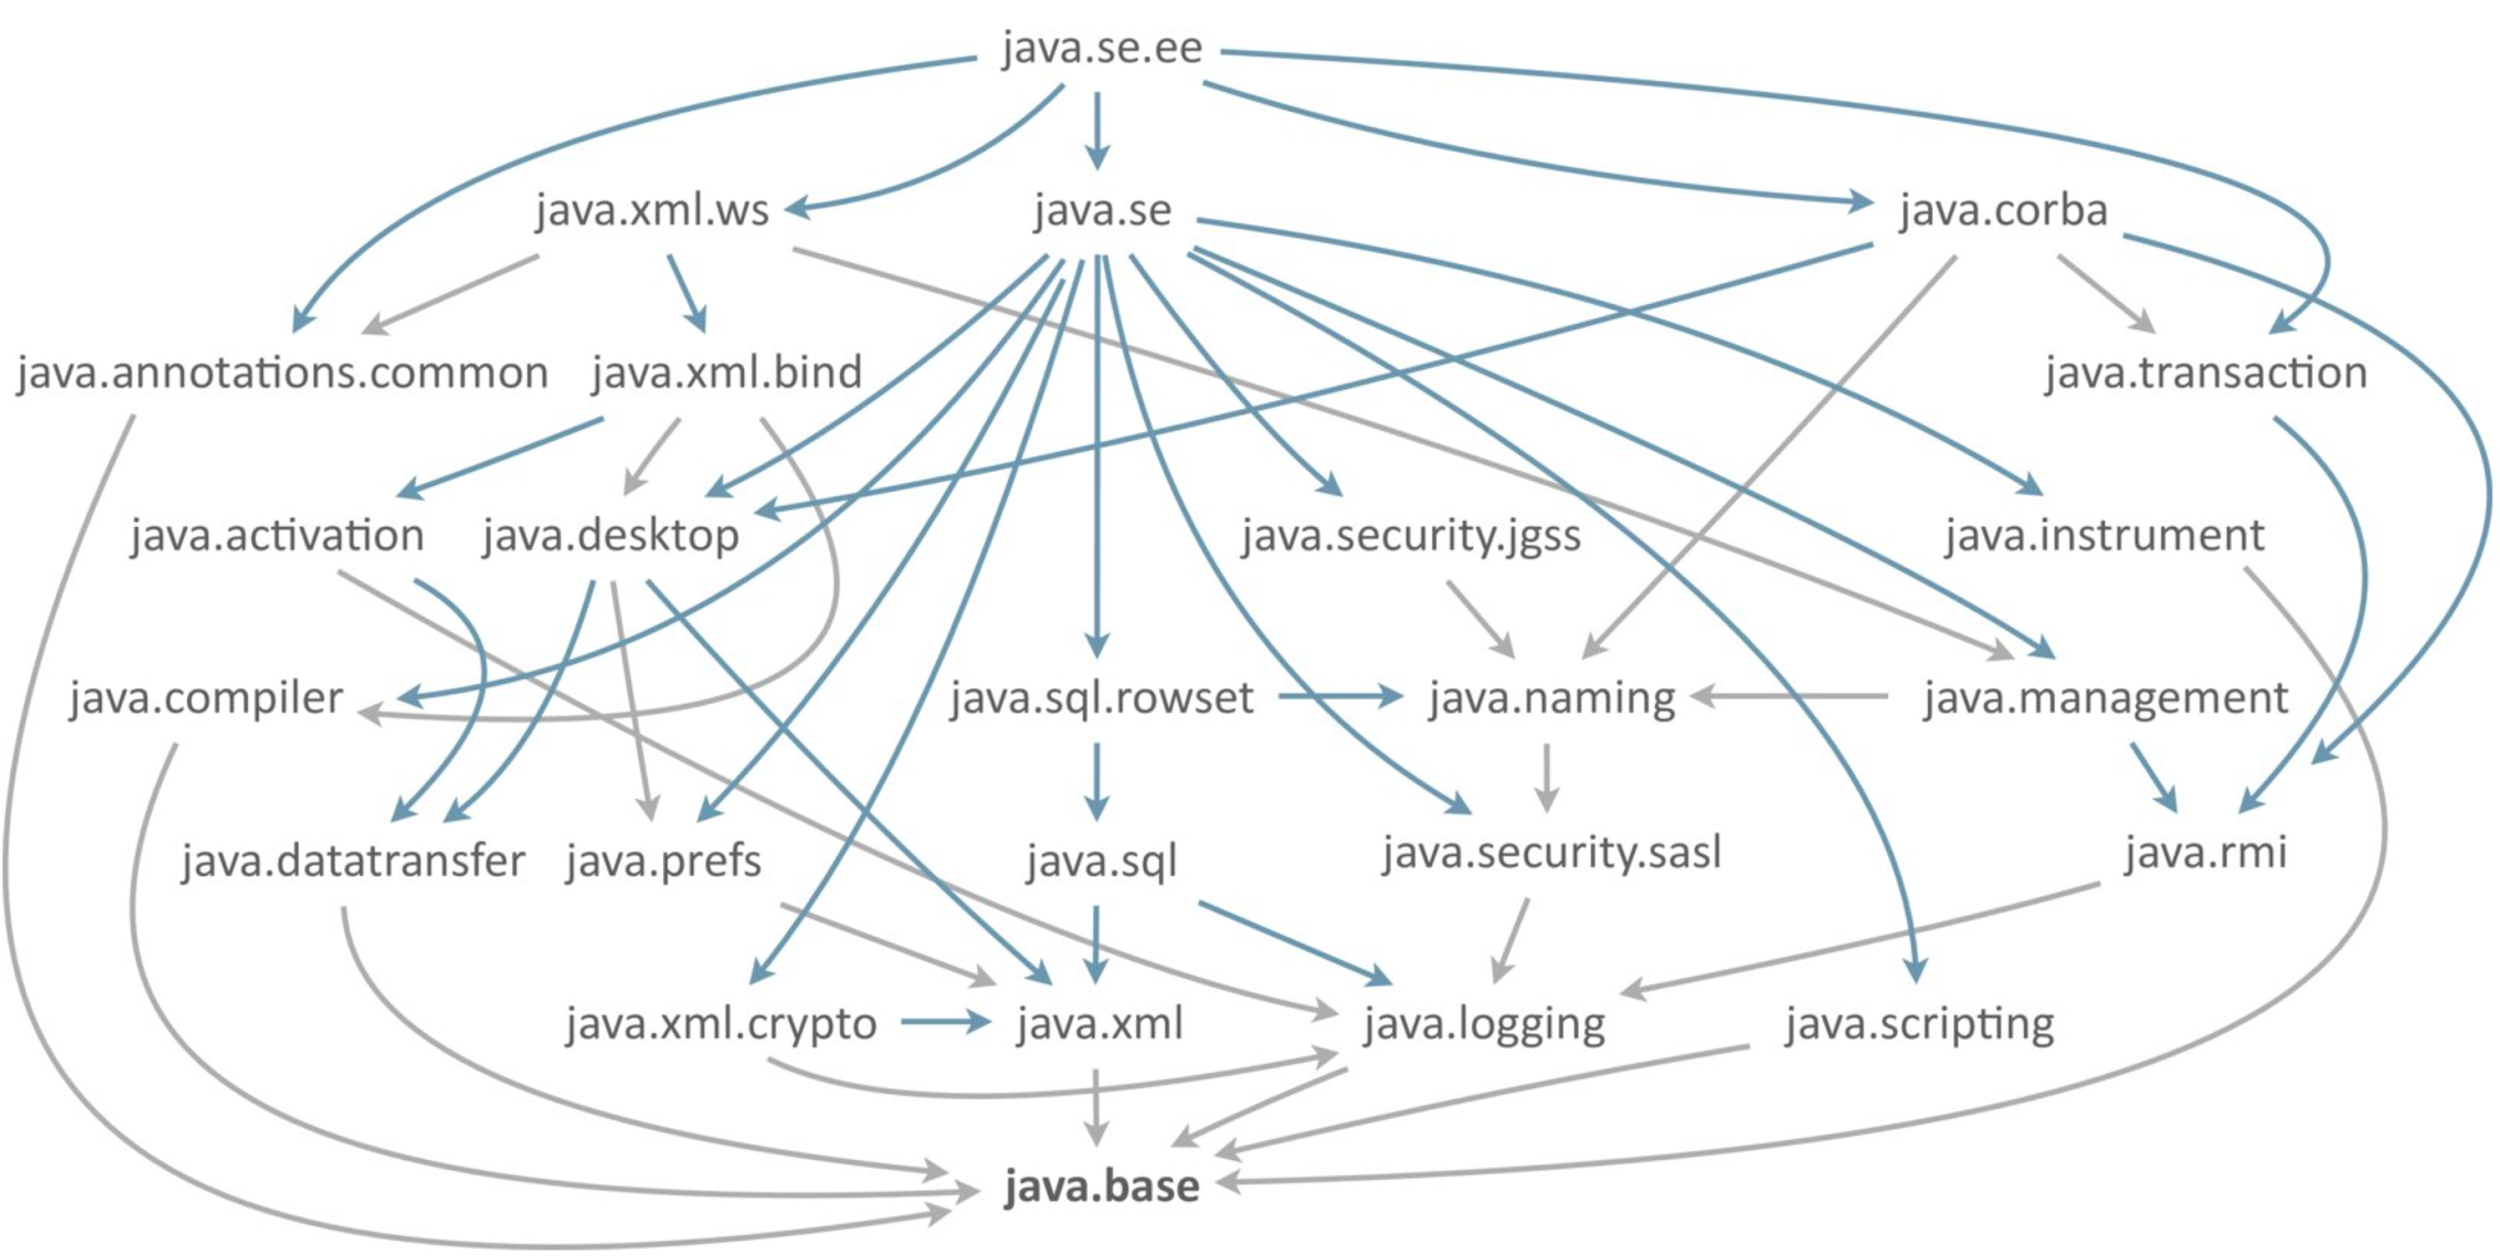 java.se.ee
java.xml.ws
java.se
java.corba
java.annotations.common
java.xml.bind
java.transaction
java.activation
java.desktop
java.security.jgss
java.instrument
java.compiler
java.sql.rowset
java.naming
java.management
java.datatransfer
java.prefs
java.sql
java.security.sasl
java.rmi
java.xml.crypto
java.xml
java.logging
java.scripting
java.base